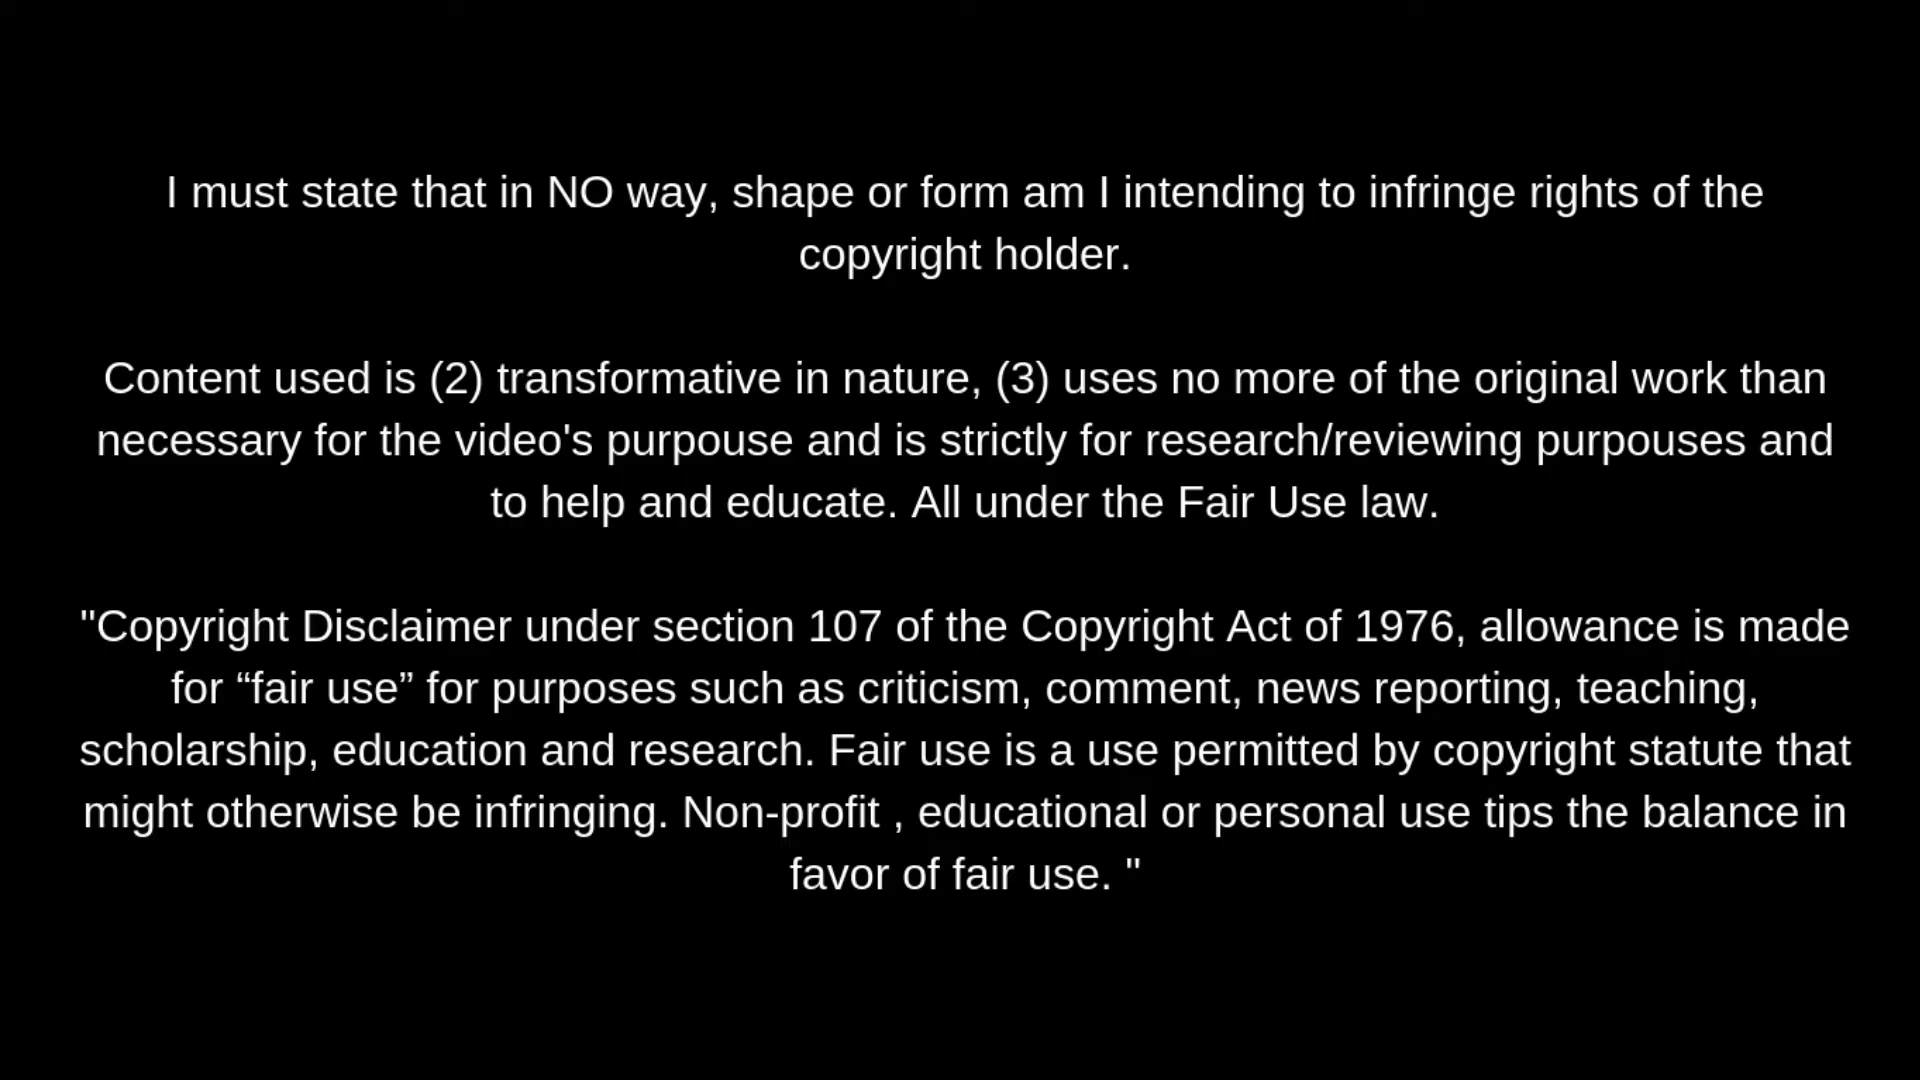 I must state that in NO way, shape or form am I intending to infringe rights of the
copyright holder.
Content used is (2) transformative in nature, (3) uses no more of the original work than
necessary for the video's purpouse and is strictly for research/reviewing purpouses and
to help and educate. All under the Fair Use law.
"Copyright Disclaimer under section 107 of the Copyright Act of 1976, allowance is made
for “fair use” for purposes such as criticism, comment, news reporting, teaching,
scholarship, education and research. Fair use is a use permitted by copyright statute that
might otherwise be infringing. Non-profit , educational or personal use tips the balance in
favor of fair use. "